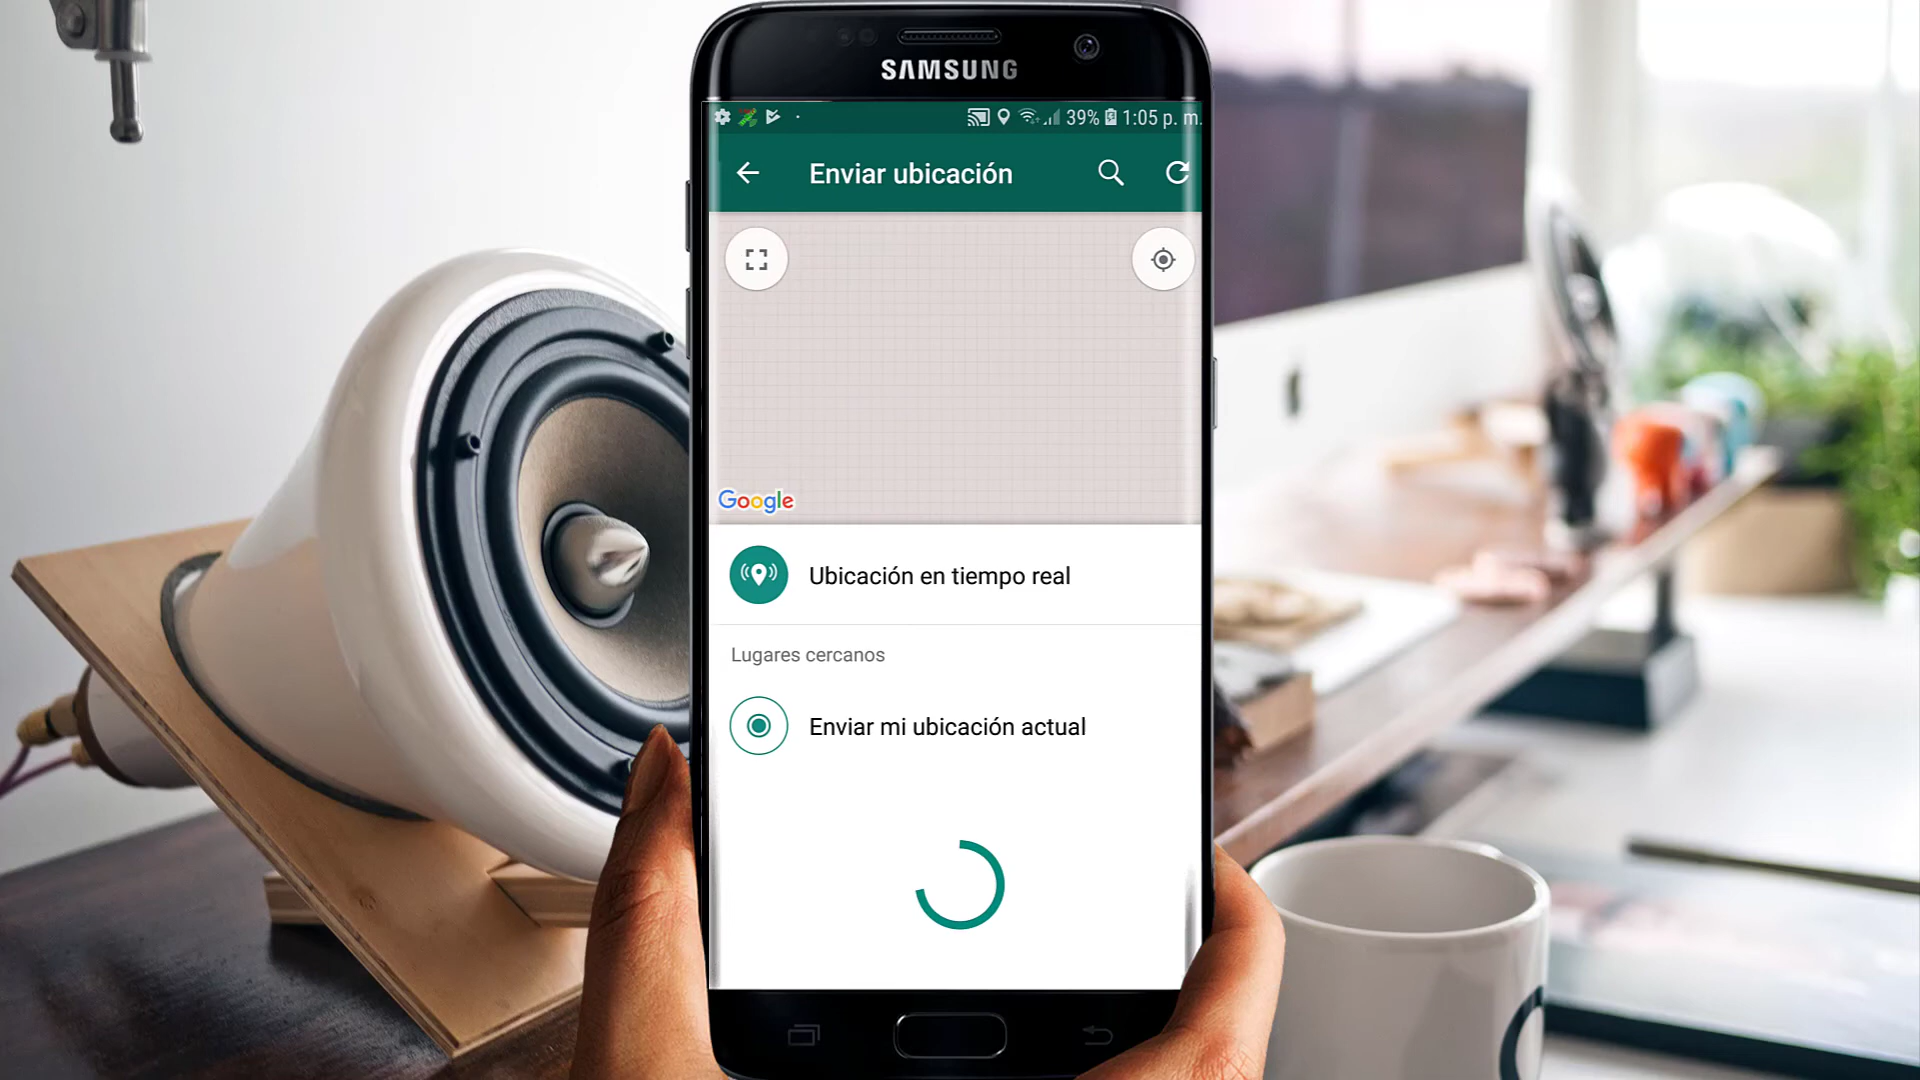 SAMSUNG
39% 1:05 p. m.
Enviar ubicación
Google
Ubicación en tiempo real
Lugares cercanos
Enviar mi ubicación actual